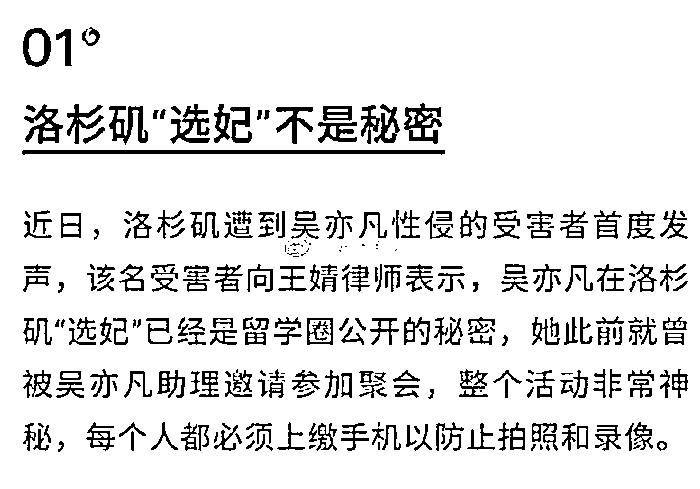 01°
洛杉矶“选妃”不是秘密
近日，洛杉矶遭到吴亦凡性侵的受害者首度发
声，该名受害者向王婧律师表示，吴亦凡在洛杉
矶“选妃”已经是留学圈公开的秘密，她此前就曾
被吴亦凡助理邀请参加聚会，整个活动非常神
秘，每个人都必须上缴手机以防止拍照和录像。